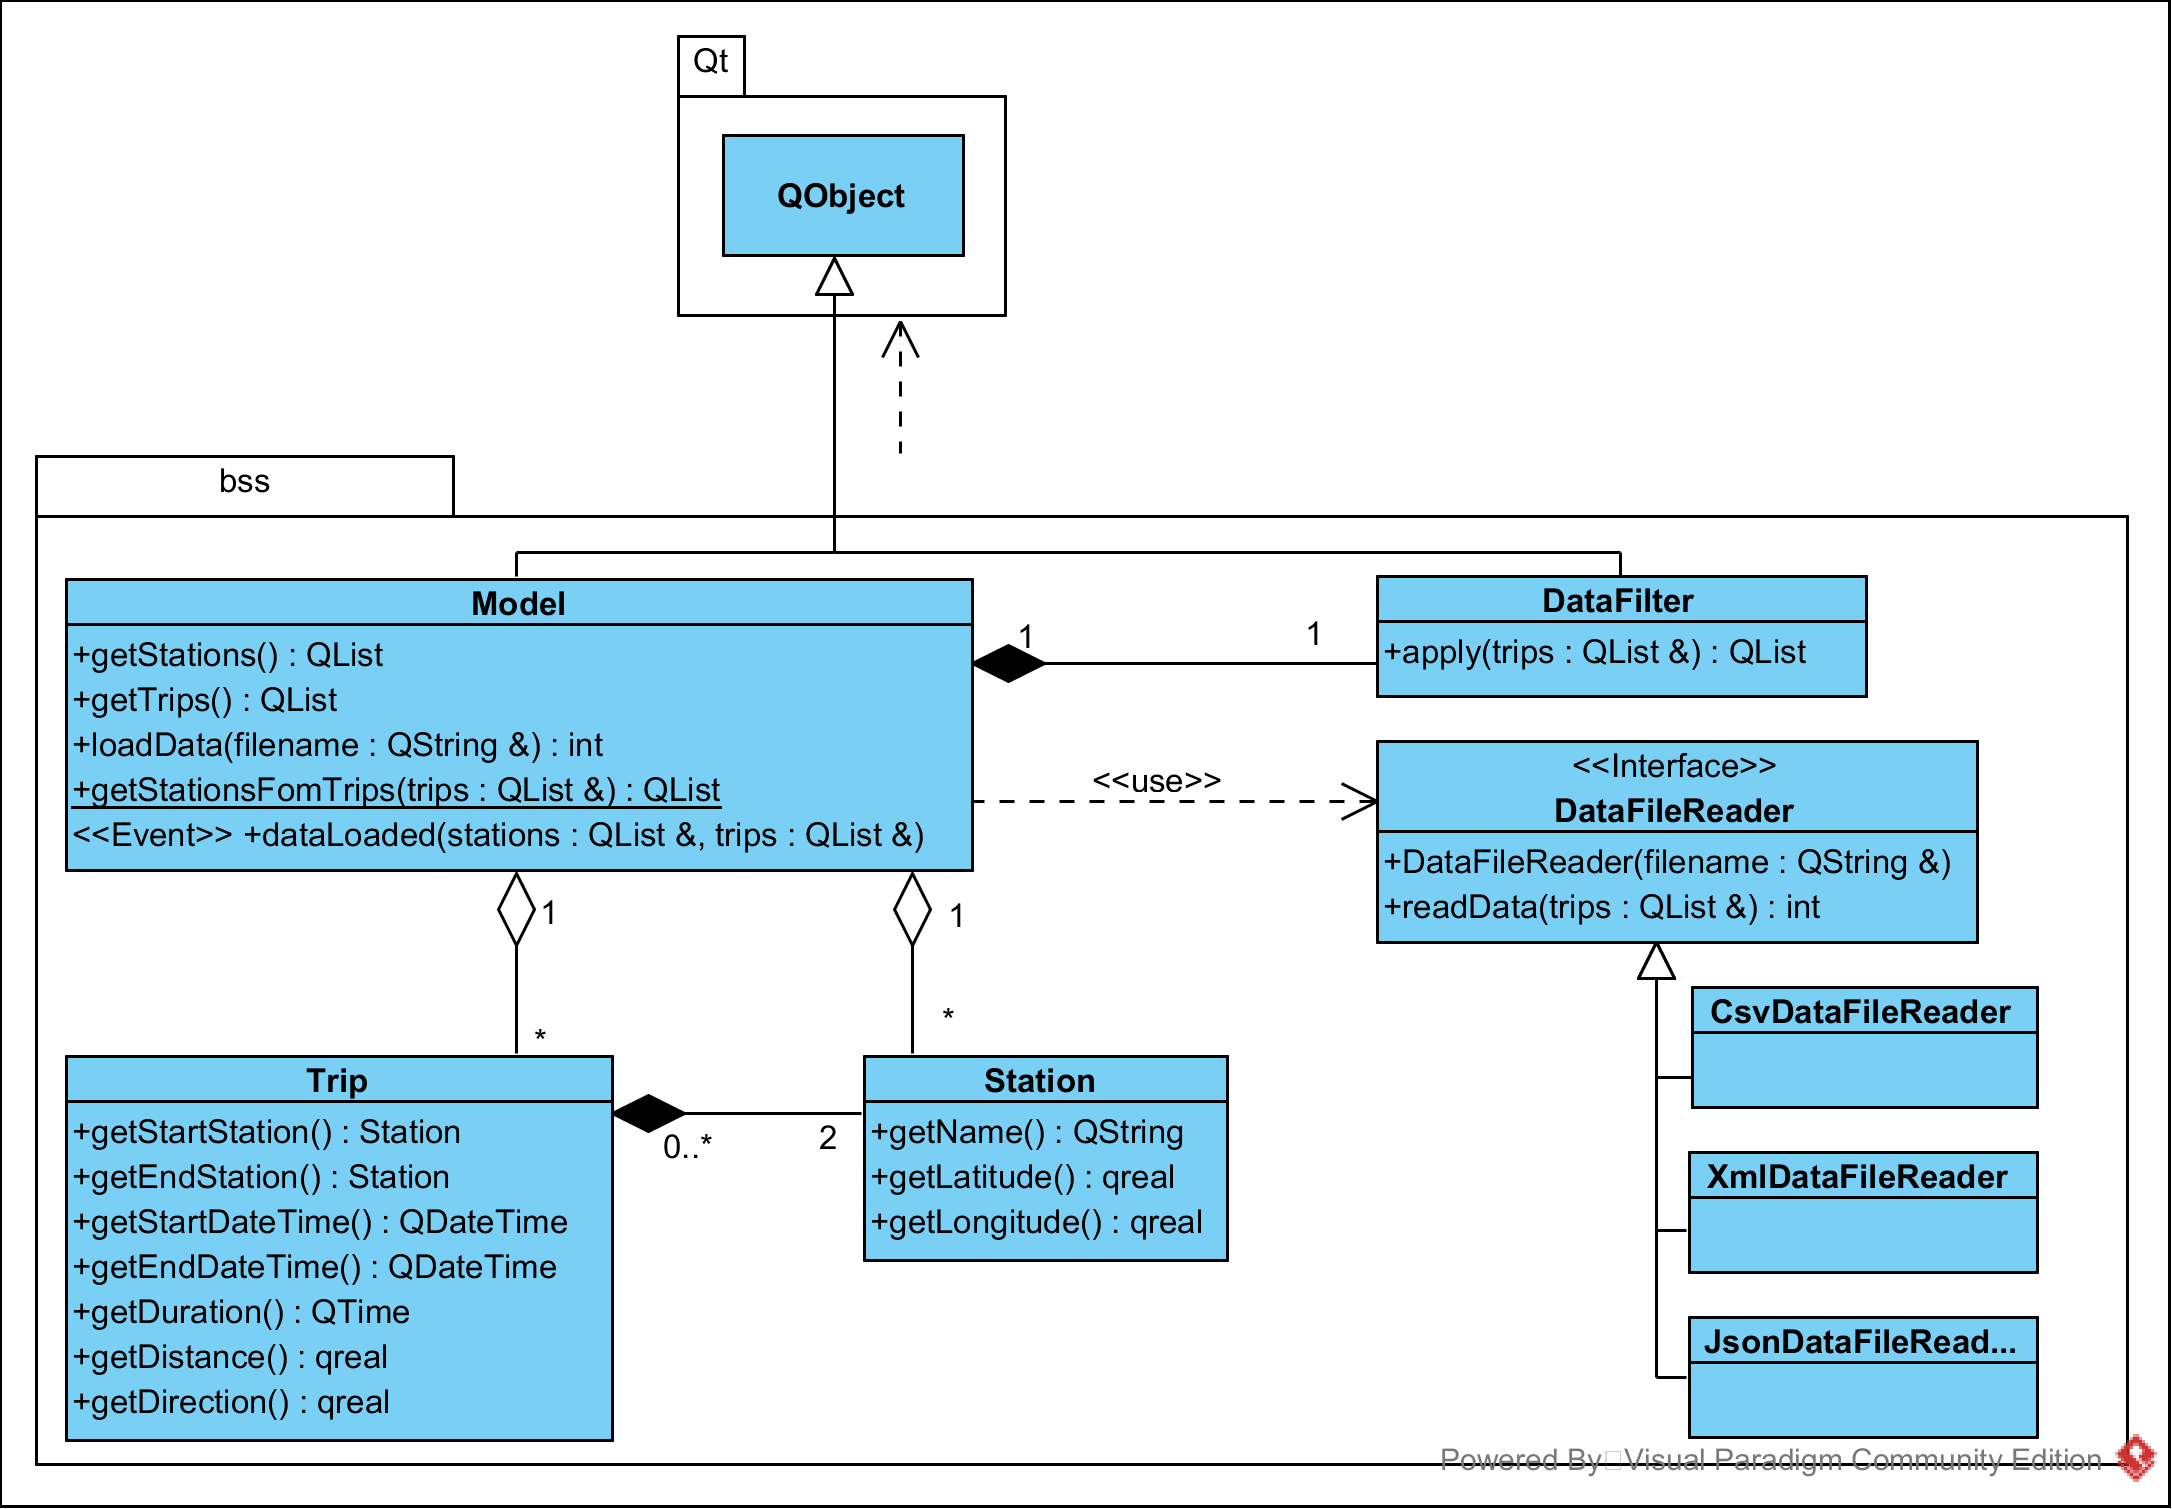 Qt
QObject
bss
Model
+getStations() : QList
+getTrips() : QList
+loadData(filename : QString &) : int
+getStationsFomTrips(trips : QList &) : QList
<<Event>> +dataLoaded(stations : QList &, trips : QList &)
1
1
DataFilter
+apply(trips : QList &) : QList
<<use>>
<<Interface>>
DataFileReader
+DataFileReader(filename : QString &)
+readData(trips : QList &) : int
1
*
1
*
Trip
+getStartStation() : Station
+getEndStation() : Station
+getStartDateTime() : QDateTime
+getEndDateTime() : QDateTime
+getDuration() : QTime
+getDistance() : qreal
+getDirection() : qreal
0..*
2
Station
+getName() : QString
+getLatitude() : qreal
+getLongitude() : qreal
CsvDataFileReader
XmlDataFileReader
JsonDataFileRead...
Powered By Visual Paradigm Community Edition